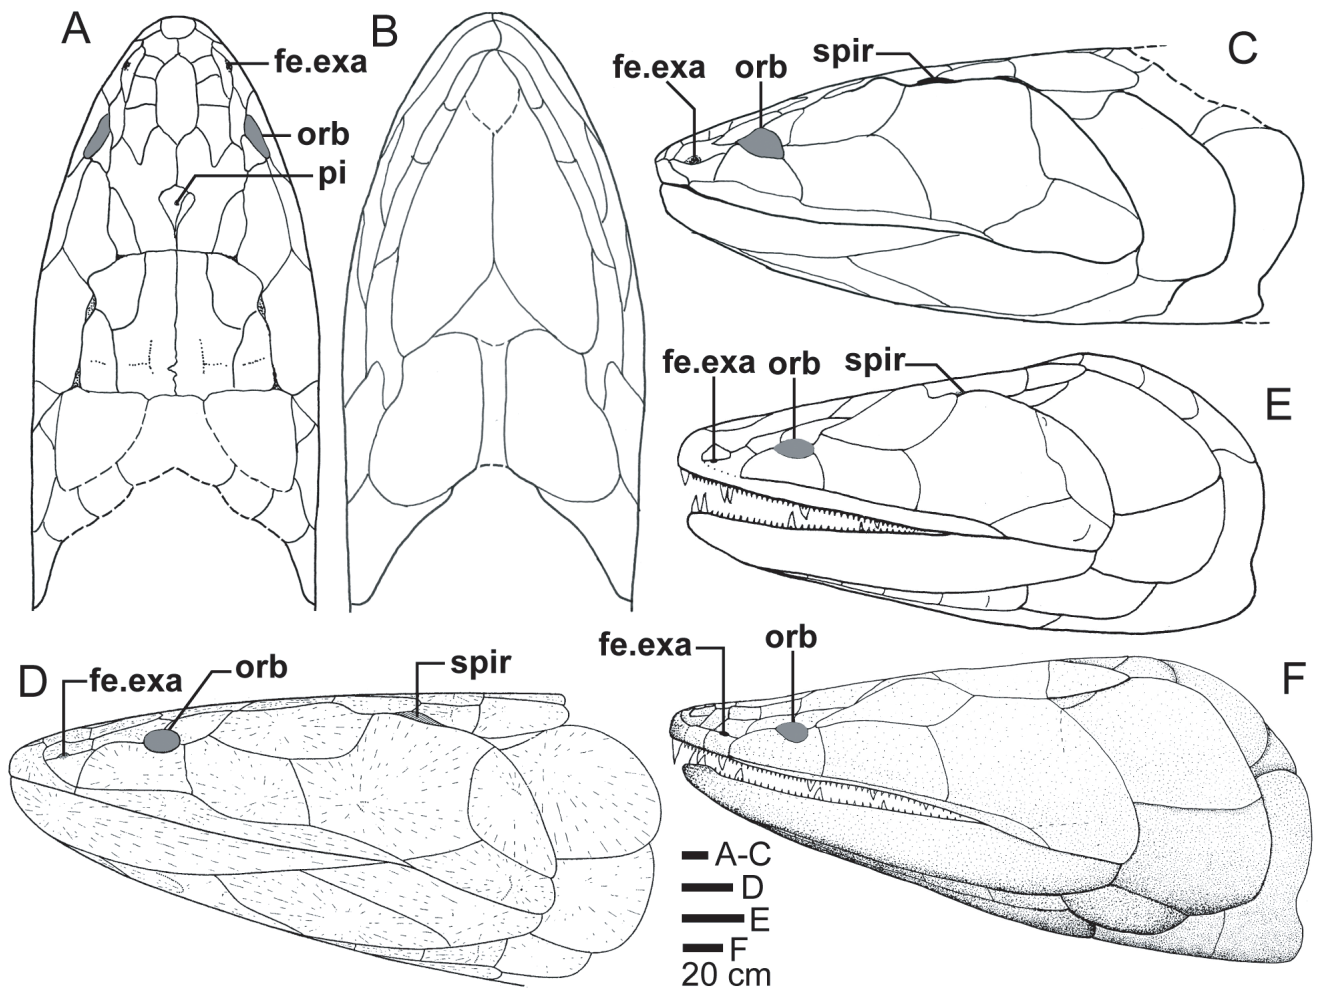 A
fe.exa
orb
pi
B
C
spir
fe.exa
orb
E
fe.exa
orb
spir
D
fe.exa
orb
spir
F
fe.exa
orb
A-C
D
E
F
20 cm